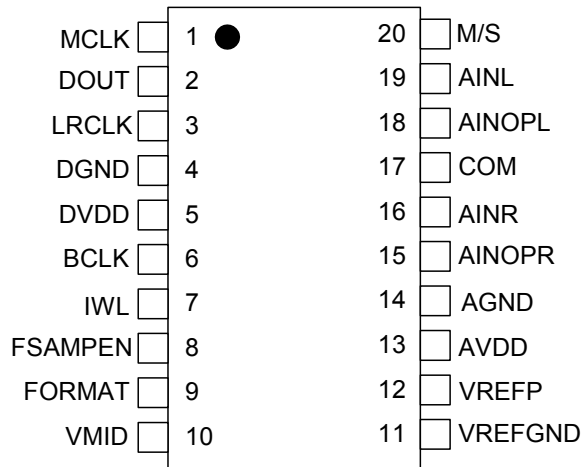 MCLK 1 20 M/S
DOUT 2 19 AINL
LRCLK 3 18 AINOPL
DGND 4 17 COM
DVDD 5 16 AINR
BCLK 6 15 AINOPR
IWL 7 14 AGND
FSAMPEN 8 13 AVDD
FORMAT 9 12 VREFP
VMID 10 11 VREFGND